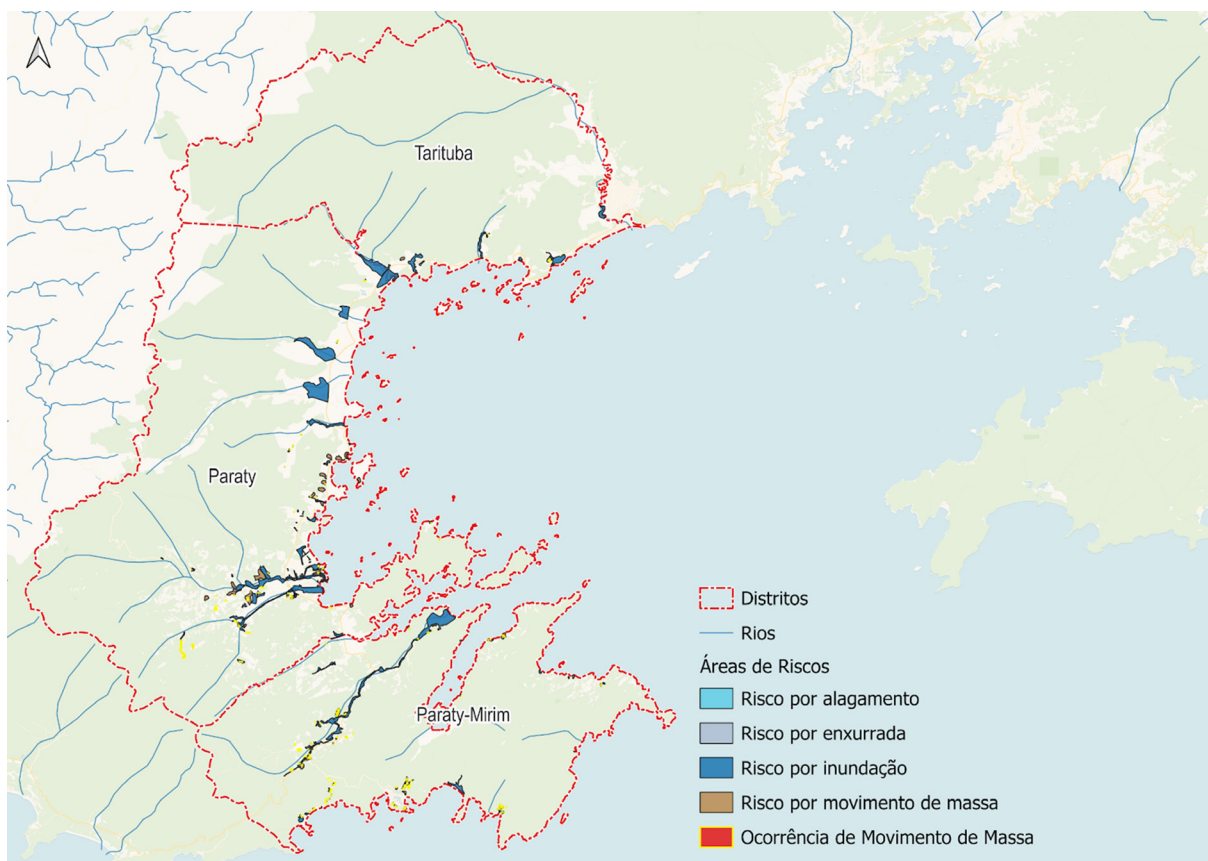 Tarituba
Paraty
Paraty-Mirim
Distritos
Rios
Áreas de Riscos
Risco por alagamento
Risco por enxurrada
Risco por inundação
Risco por movimento de massa
Ocorrência de Movimento de Massa